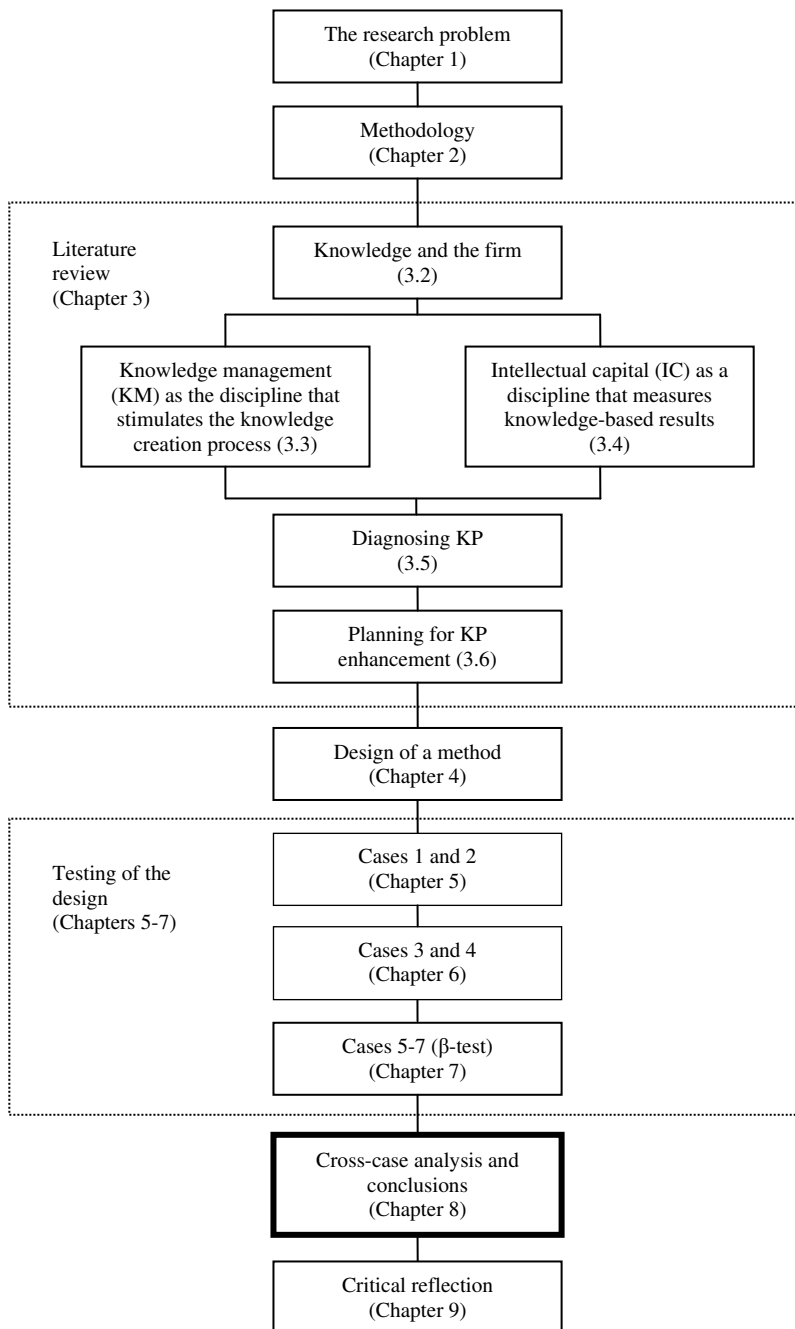 The research problem
(Chapter 1)
Methodology
(Chapter 2)
Literature
review
(Chapter 3)
Knowledge and the firm
(3.2)
Knowledge management
(KM) as the discipline that
stimulates the knowledge
creation process (3.3)
Intellectual capital (IC) as a
discipline that measures
knowledge-based results
(3.4)
Diagnosing KP
(3.5)
Planning for KP
enhancement (3.6)
Design of a method
(Chapter 4)
Testing of the
design
(Chapters 5-7)
Cases 1 and 2
(Chapter 5)
Cases 3 and 4
(Chapter 6)
Cases 5-7 (β-test)
(Chapter 7)
Cross-case analysis and
conclusions
(Chapter 8)
Critical reflection
(Chapter 9)